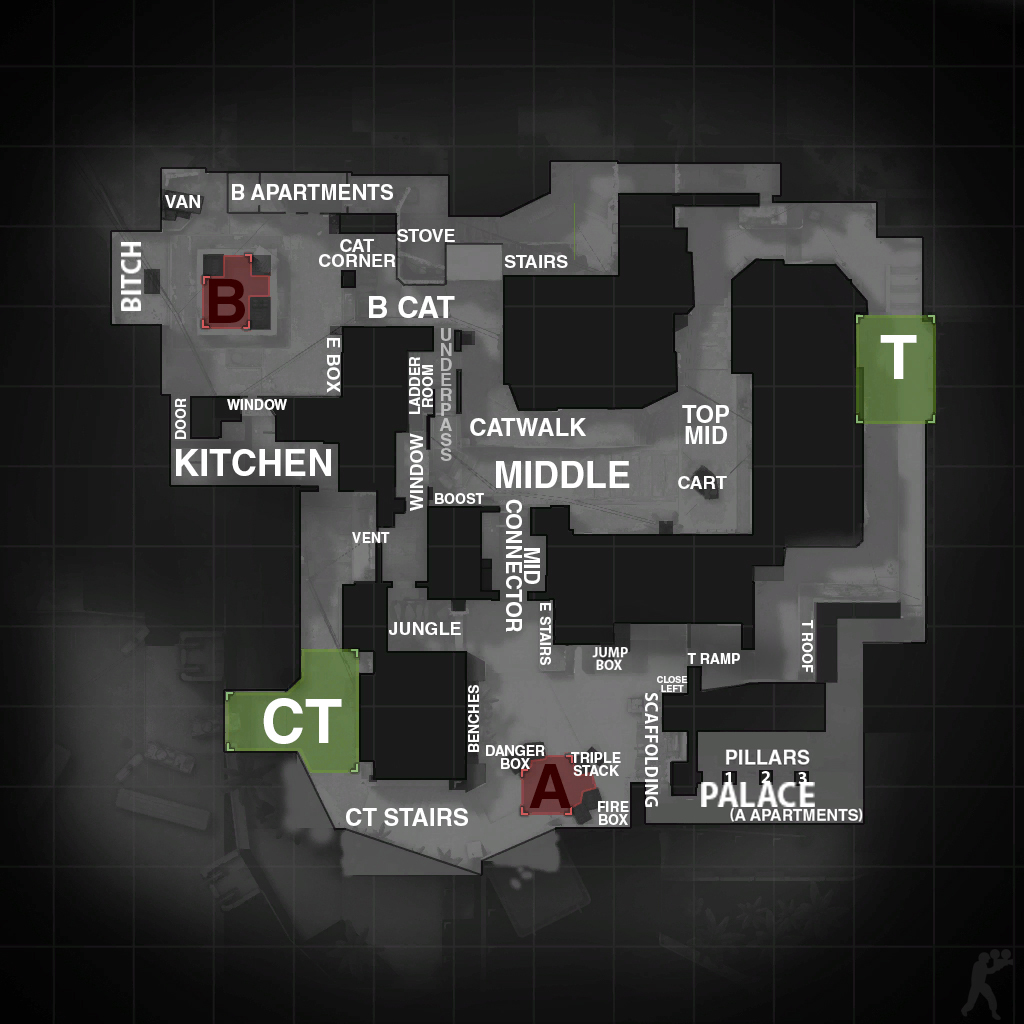 VAN
B APARTMENTS
BITCH
CAT
CORNER
STOVE
STAIRS
B
B CAT
T
UNDERPASS
E BOX
LADDER
ROOM
DOOR
WINDOW
CATWALK
TOP
MID
KITCHEN
WINDOW
MIDDLE
CART
BOOST
CONNECTOR
MID
VENT
JUNGLE
E STAIRS
JUMP
BOX
T RAMP
T ROOF
CLOSE
LEFT
CT
BENCHES
SCAFFOLDING
DANGER
BOX
TRIPLE
STACK
A
PILLARS
1 2 3
PALACE
(A APARTMENTS)
CT STAIRS
FIRE
BOX